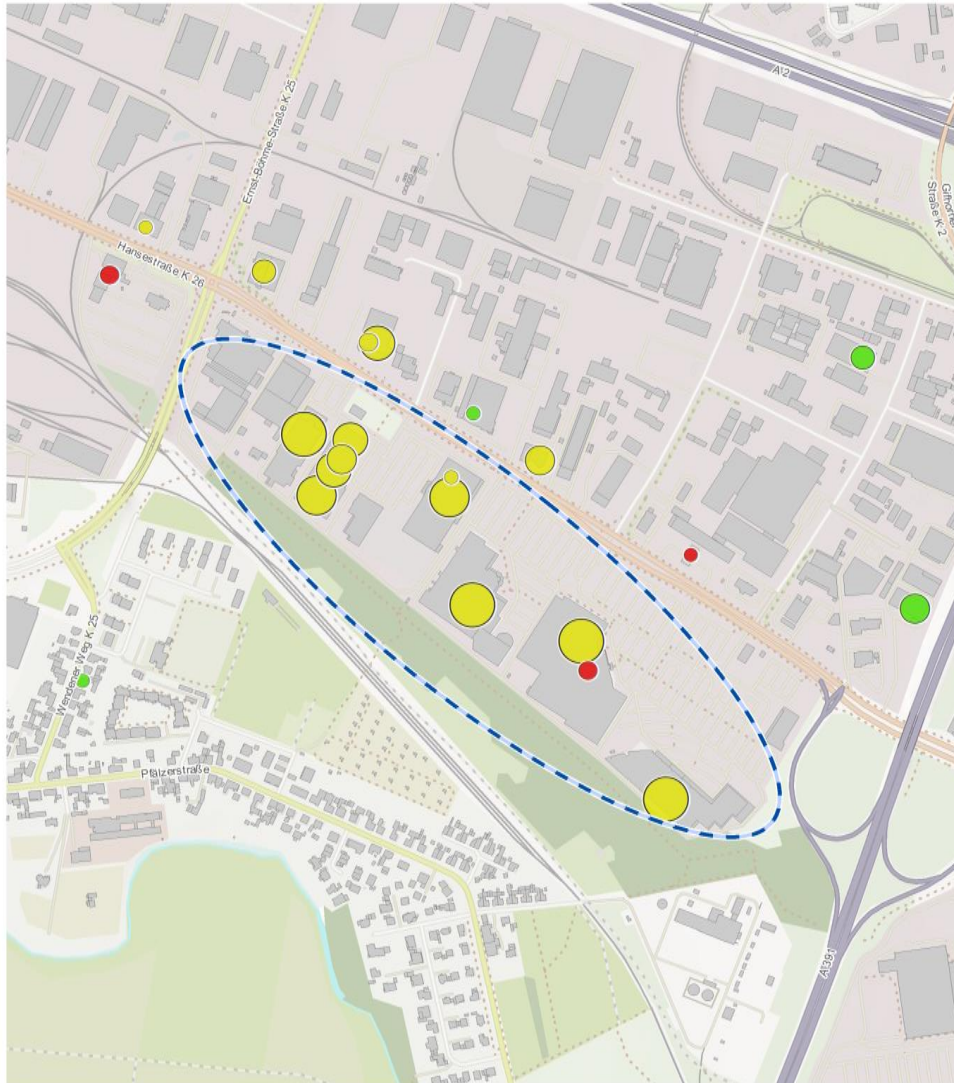 A 2
Ernst-Böhme-Straße K 25
Gifhorner
Straße K 2
Hansestraße K 26
Wendener Weg K 25
Pfälzerstraße
A 391